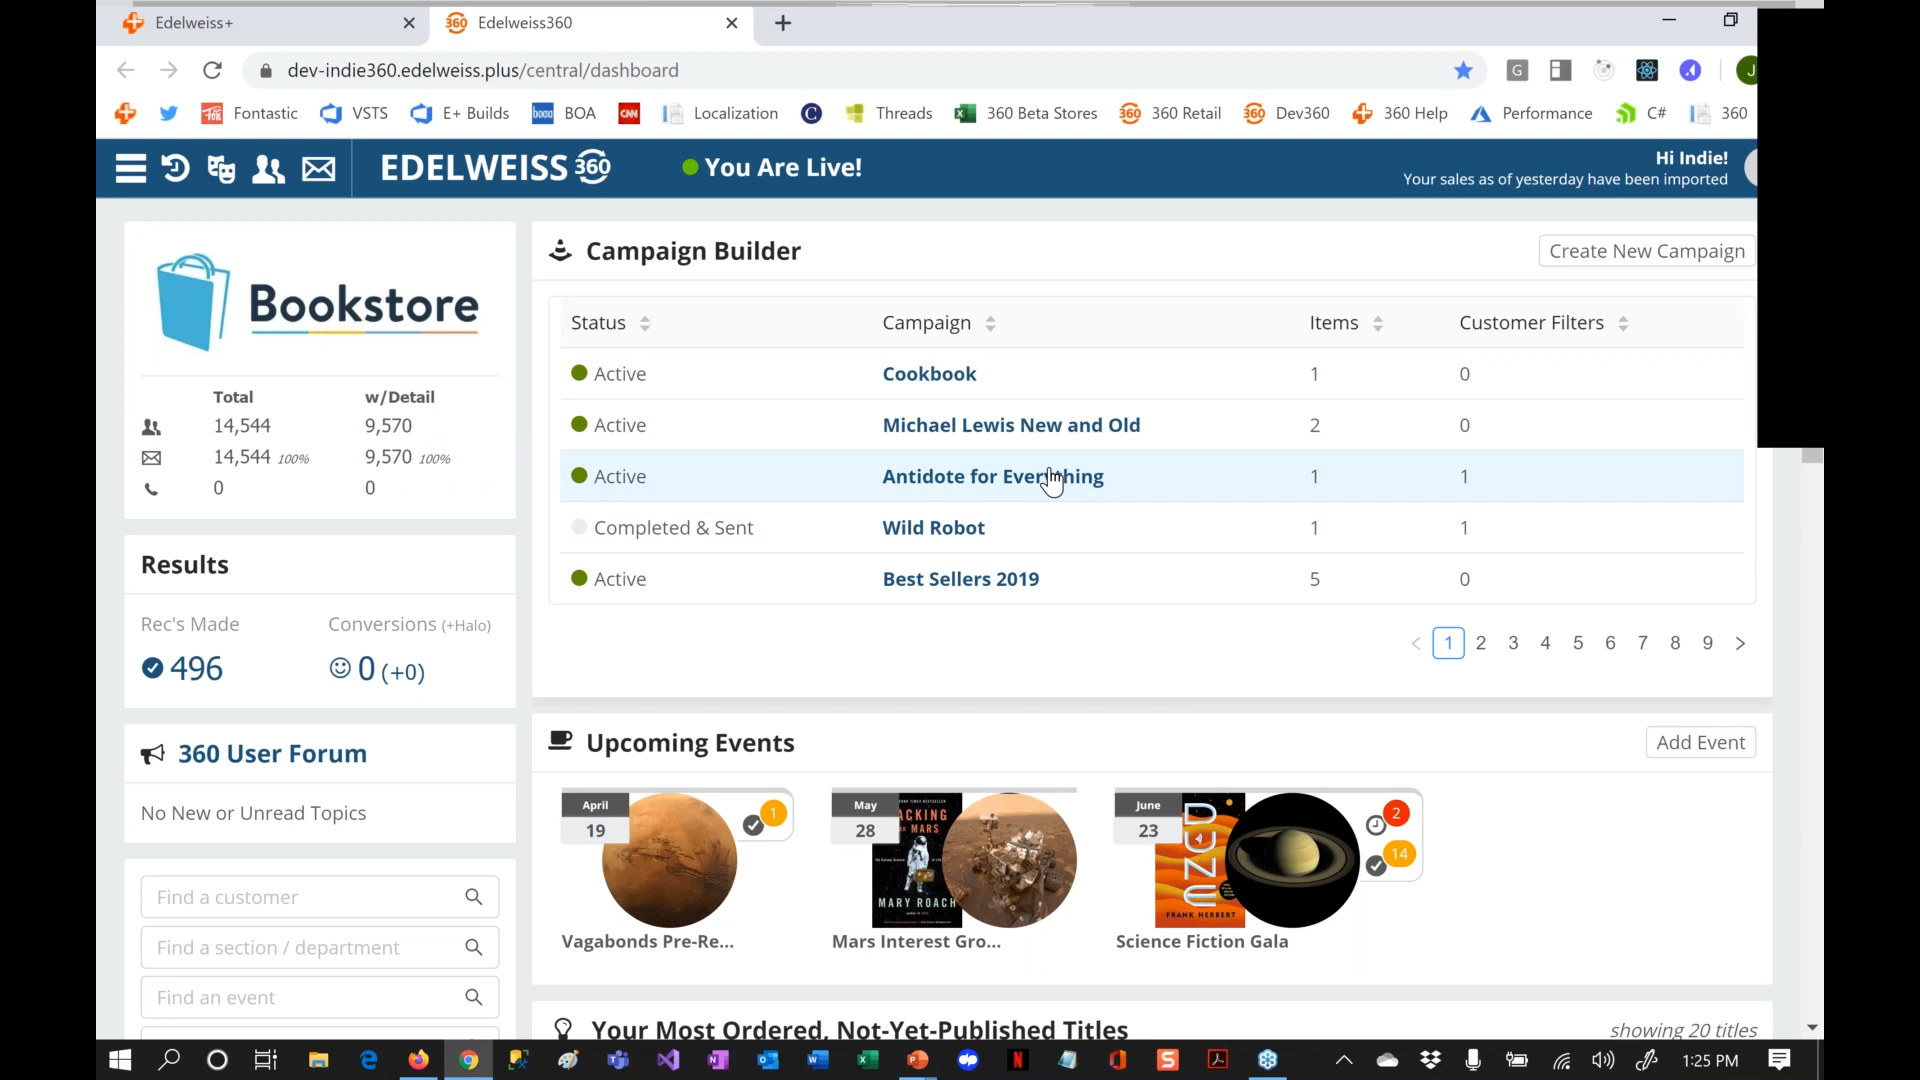 Edelweiss+
Edelweiss360
dev-indie360.edelweiss.plus/central/dashboard
Fontastic
VSTS
E+ Builds
BOA
Localization
Threads
360 Beta Stores
360 Retail
Dev360
360 Help
Performance
C#
360
EDELWEISS 360
You Are Live!
Hi Indie!
Your sales as of yesterday have been imported
Bookstore
Total w/Detail
14,544 9,570
14,544 100% 9,570 100%
0 0
Results
Rec's Made Conversions (+Halo)
496 0 (+0)
360 User Forum
No New or Unread Topics
Find a customer
Find a section / department
Find an event
Campaign Builder
Create New Campaign
Status Campaign Items Customer Filters
Active Cookbook 1 0
Active Michael Lewis New and Old 2 0
Active Antidote for Everything 1 1
Completed & Sent Wild Robot 1 1
Active Best Sellers 2019 5 0
1 2 3 4 5 6 7 8 9
Upcoming Events
Add Event
April
19
1
Vagabonds Pre-Re...
May
28
MARY ROACH
Mars Interest Gro...
June
23
DUNE
FRANK HERBERT
2
14
Science Fiction Gala
Your Most Ordered, Not-Yet-Published Titles
showing 20 titles
1:25 PM